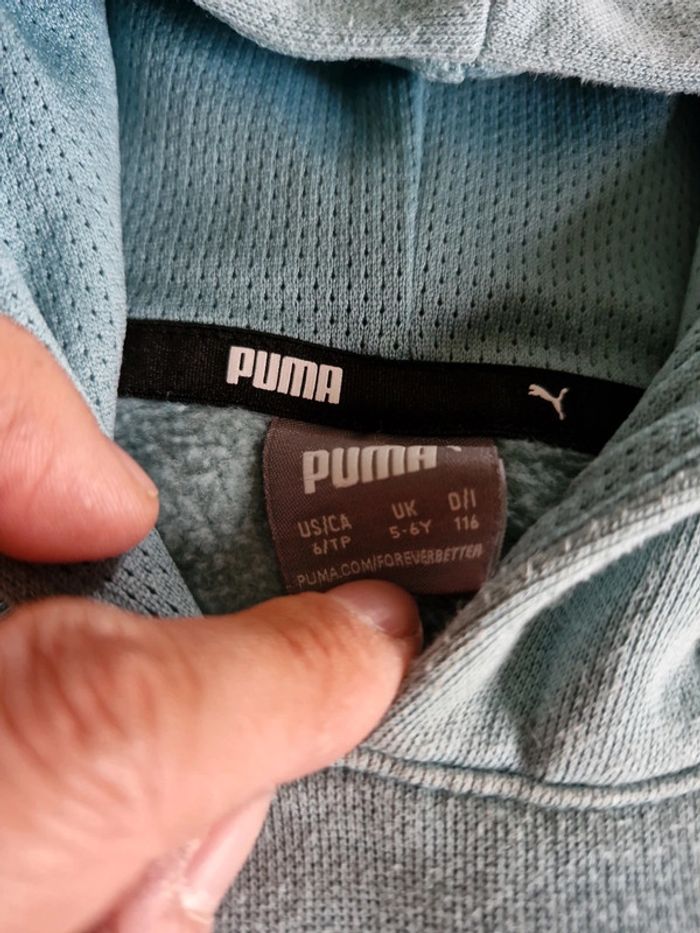 PUMA
PUMA
US/CA UK D/I
6/TP 5-6Y 116
PUMA.COM/FOREVERBETTER